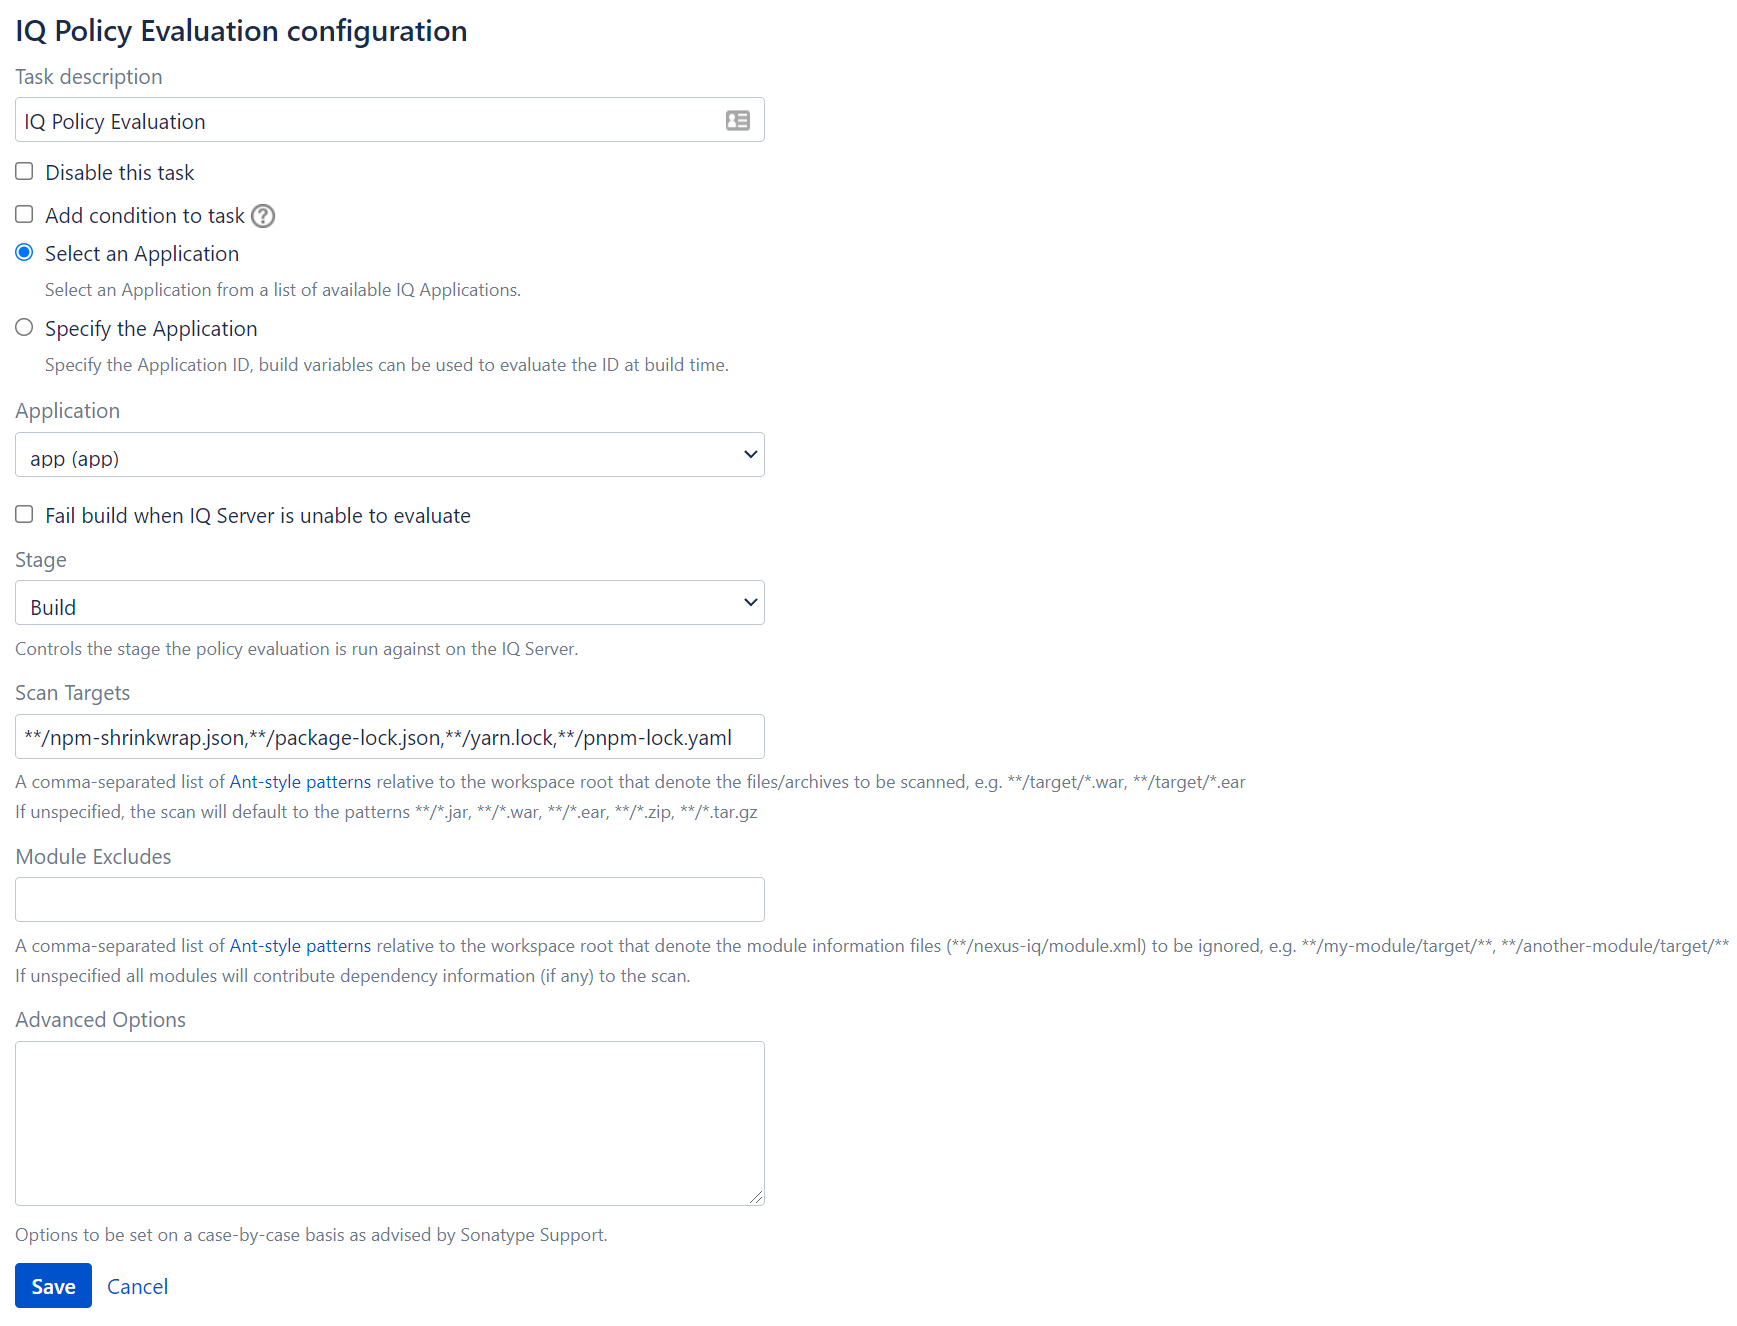 IQ Policy Evaluation configuration
Task description
IQ Policy Evaluation
Disable this task
Add condition to task ?
Select an Application
Select an Application from a list of available IQ Applications.
Specify the Application
Specify the Application ID, build variables can be used to evaluate the ID at build time.
Application
app (app)
Fail build when IQ Server is unable to evaluate
Stage
Build
Controls the stage the policy evaluation is run against on the IQ Server.
Scan Targets
**/npm-shrinkwrap.json,**/package-lock.json,**/yarn.lock,**/pnpm-lock.yaml
A comma-separated list of Ant-style patterns relative to the workspace root that denote the files/archives to be scanned, e.g. **/target/*.war, **/target/*.ear
If unspecified, the scan will default to the patterns **/*.jar, **/*.war, **/*.ear, **/*.zip, **/*.tar.gz
Module Excludes
A comma-separated list of Ant-style patterns relative to the workspace root that denote the module information files (**/nexus-iq/module.xml) to be ignored, e.g. **/my-module/target/**, **/another-module/target/**
If unspecified all modules will contribute dependency information (if any) to the scan.
Advanced Options
Options to be set on a case-by-case basis as advised by Sonatype Support.
Save Cancel